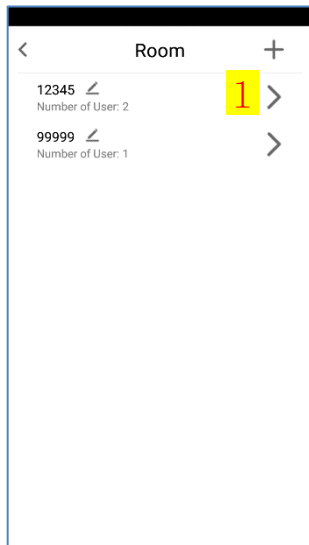 Room
12345
Number of User: 2
1
99999
Number of User: 1